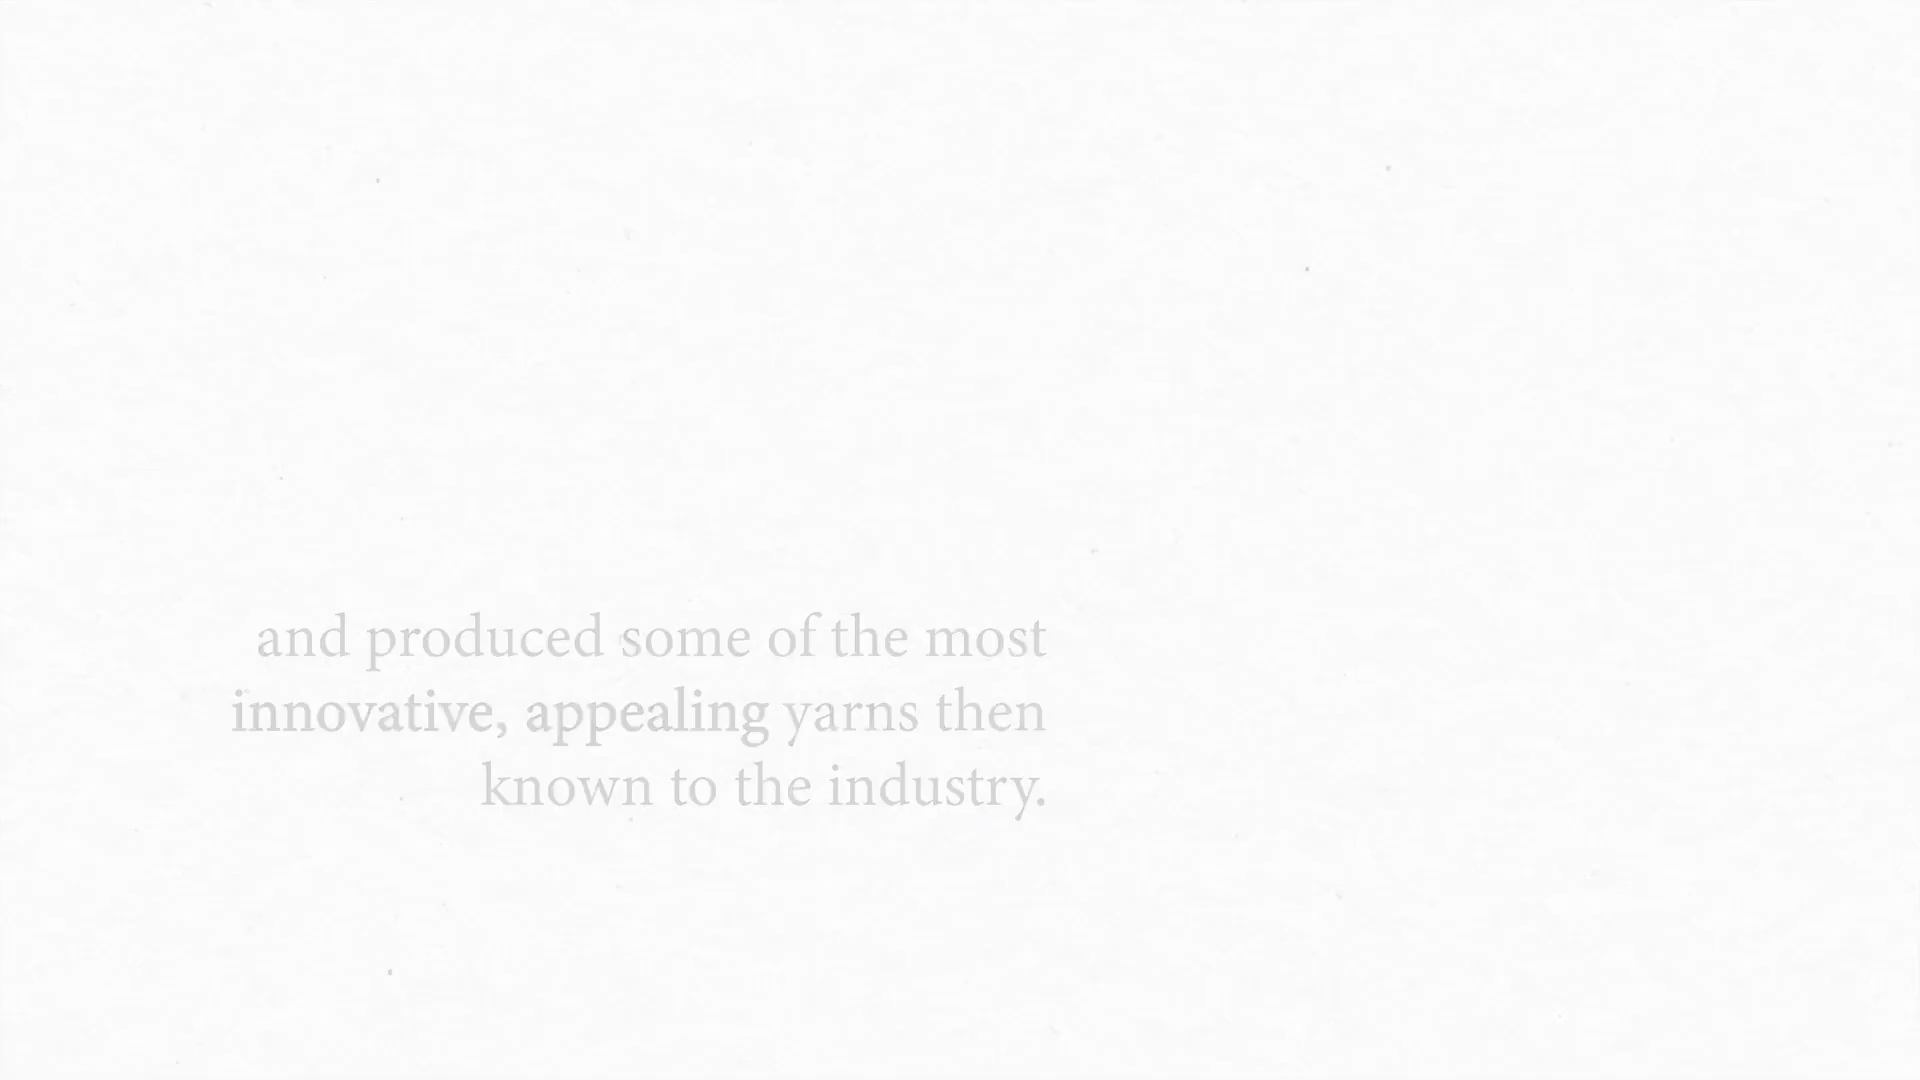 and produced some of the most
innovative, appealing yarns then
known to the industry.